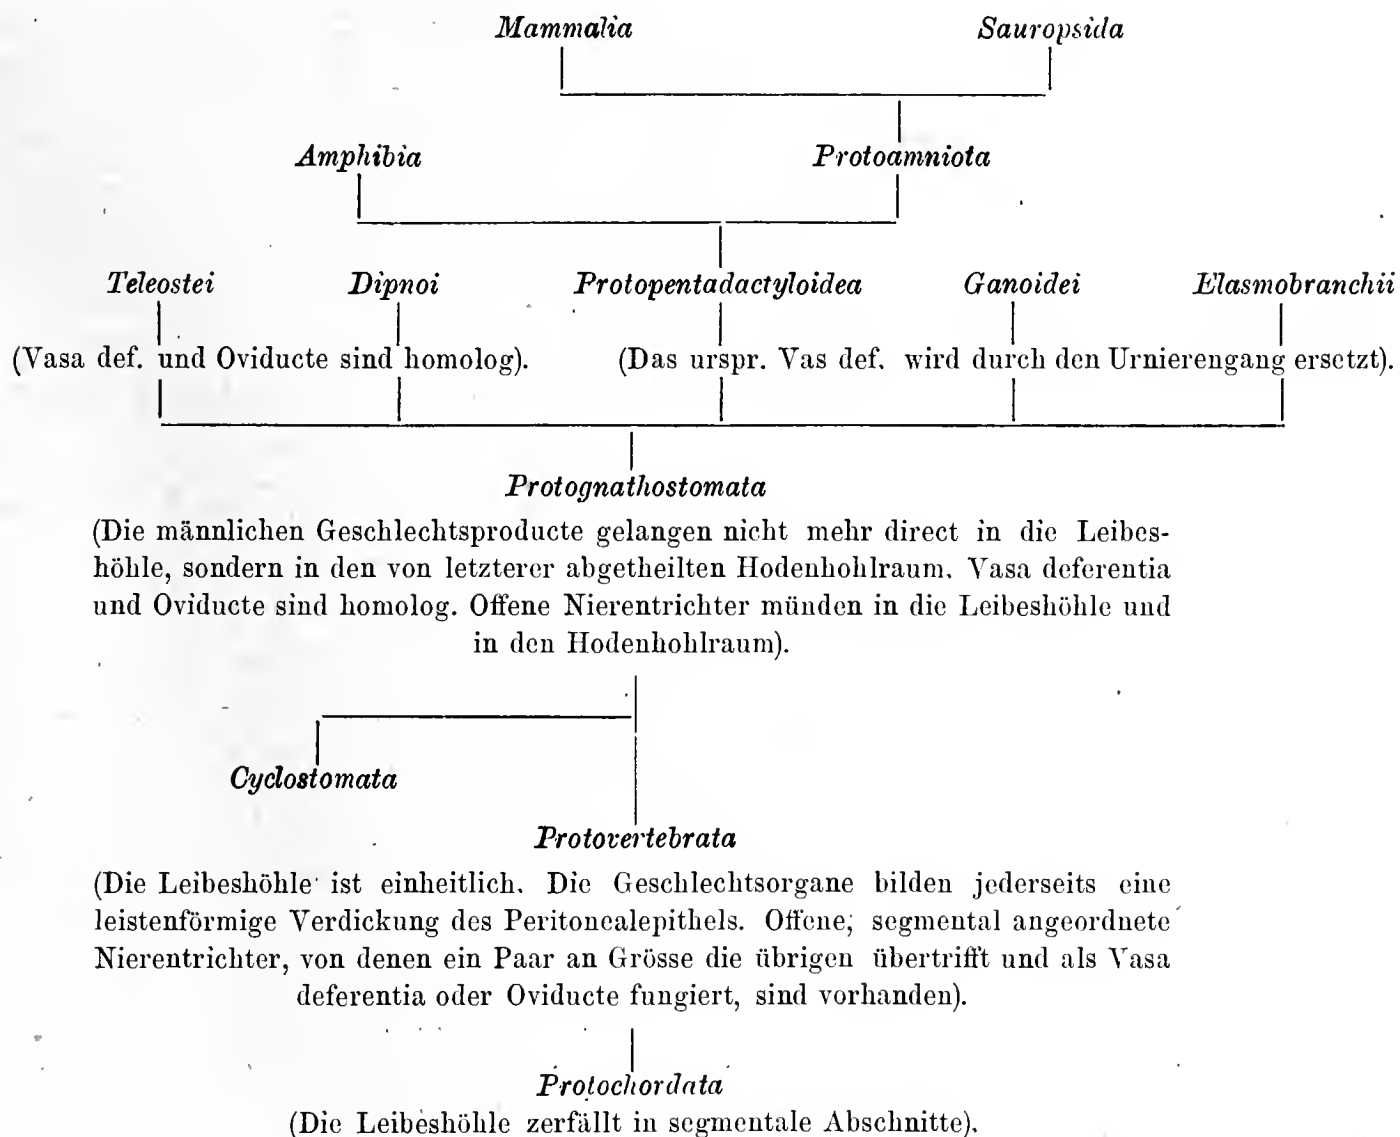 Mammalia Sauropsida
Amphibia Protoamniota
Teleostei Dipnoi Protopentadactyloidea Ganoidei Elasmobranchii
(Vasa def. und Oviducte sind homolog). (Das urspr. Vas def. wird durch den Urnierengang ersetzt).
Protognathostomata
(Die männlichen Geschlechtsproducte gelangen nicht mehr direct in die Leibes-
höhle, sondern in den von letzterer abgetheilten Hodenhohlraum. Vasa deferentia
und Oviducte sind homolog. Offene Nierentrichter münden in die Leibeshöhle und
in den Hodenhohlraum).
Cyclostomata
Protovertebrata
(Die Leibeshöhle ist einheitlich. Die Geschlechtsorgane bilden jederseits eine
leistenförmige Verdickung des Peritonealepithels. Offene, segmental angeordnete
Nierentrichter, von denen ein Paar an Grösse die übrigen übertrifft und als Vasa
deferentia oder Oviducte fungiert, sind vorhanden).
Protochordata
(Die Leibeshöhle zerfällt in segmentale Abschnitte).